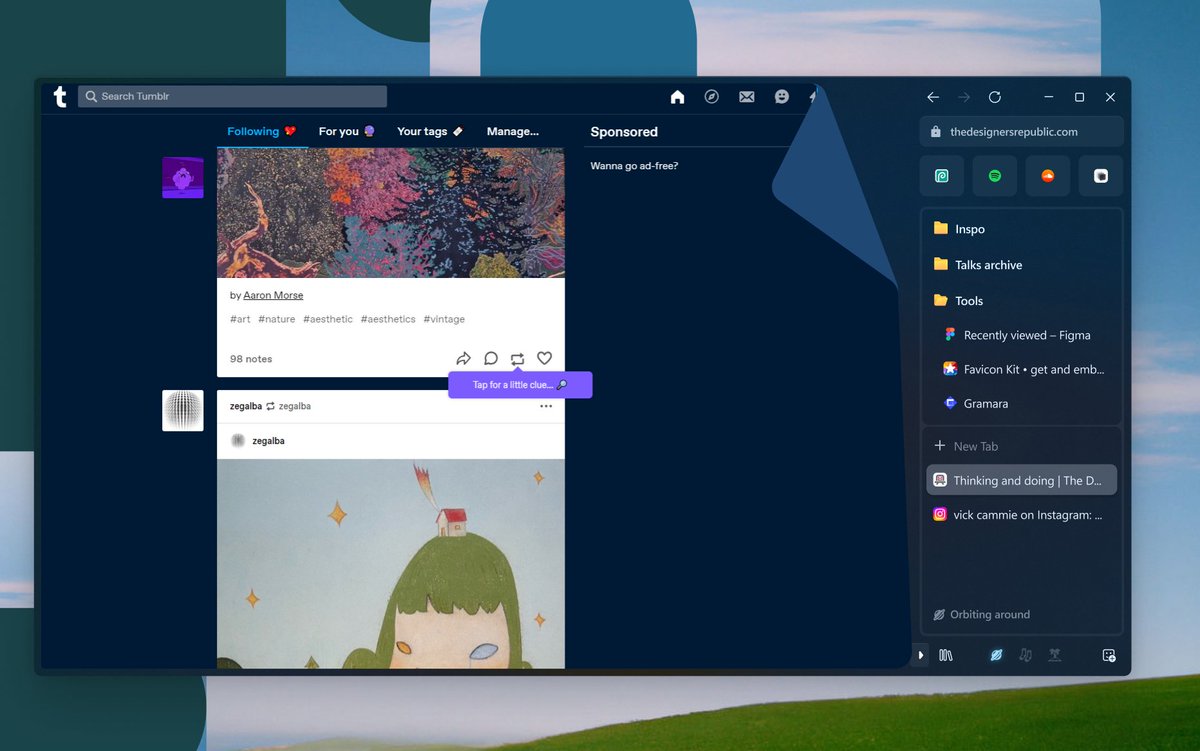 Search Tumblr
Following
For you
Your tags
Manage...
Sponsored
Wanna go ad-free?
by Aaron Morse
#art #nature #aesthetic #aesthetics #vintage
98 notes
Tap for a little clue...
zegalba zegalba
zegalba
thedesignersrepublic.com
Inspo
Talks archive
Tools
Recently viewed – Figma
Favicon Kit • get and emb...
Gramara
New Tab
Thinking and doing | The D...
vick cammie on Instagram: ...
Orbiting around